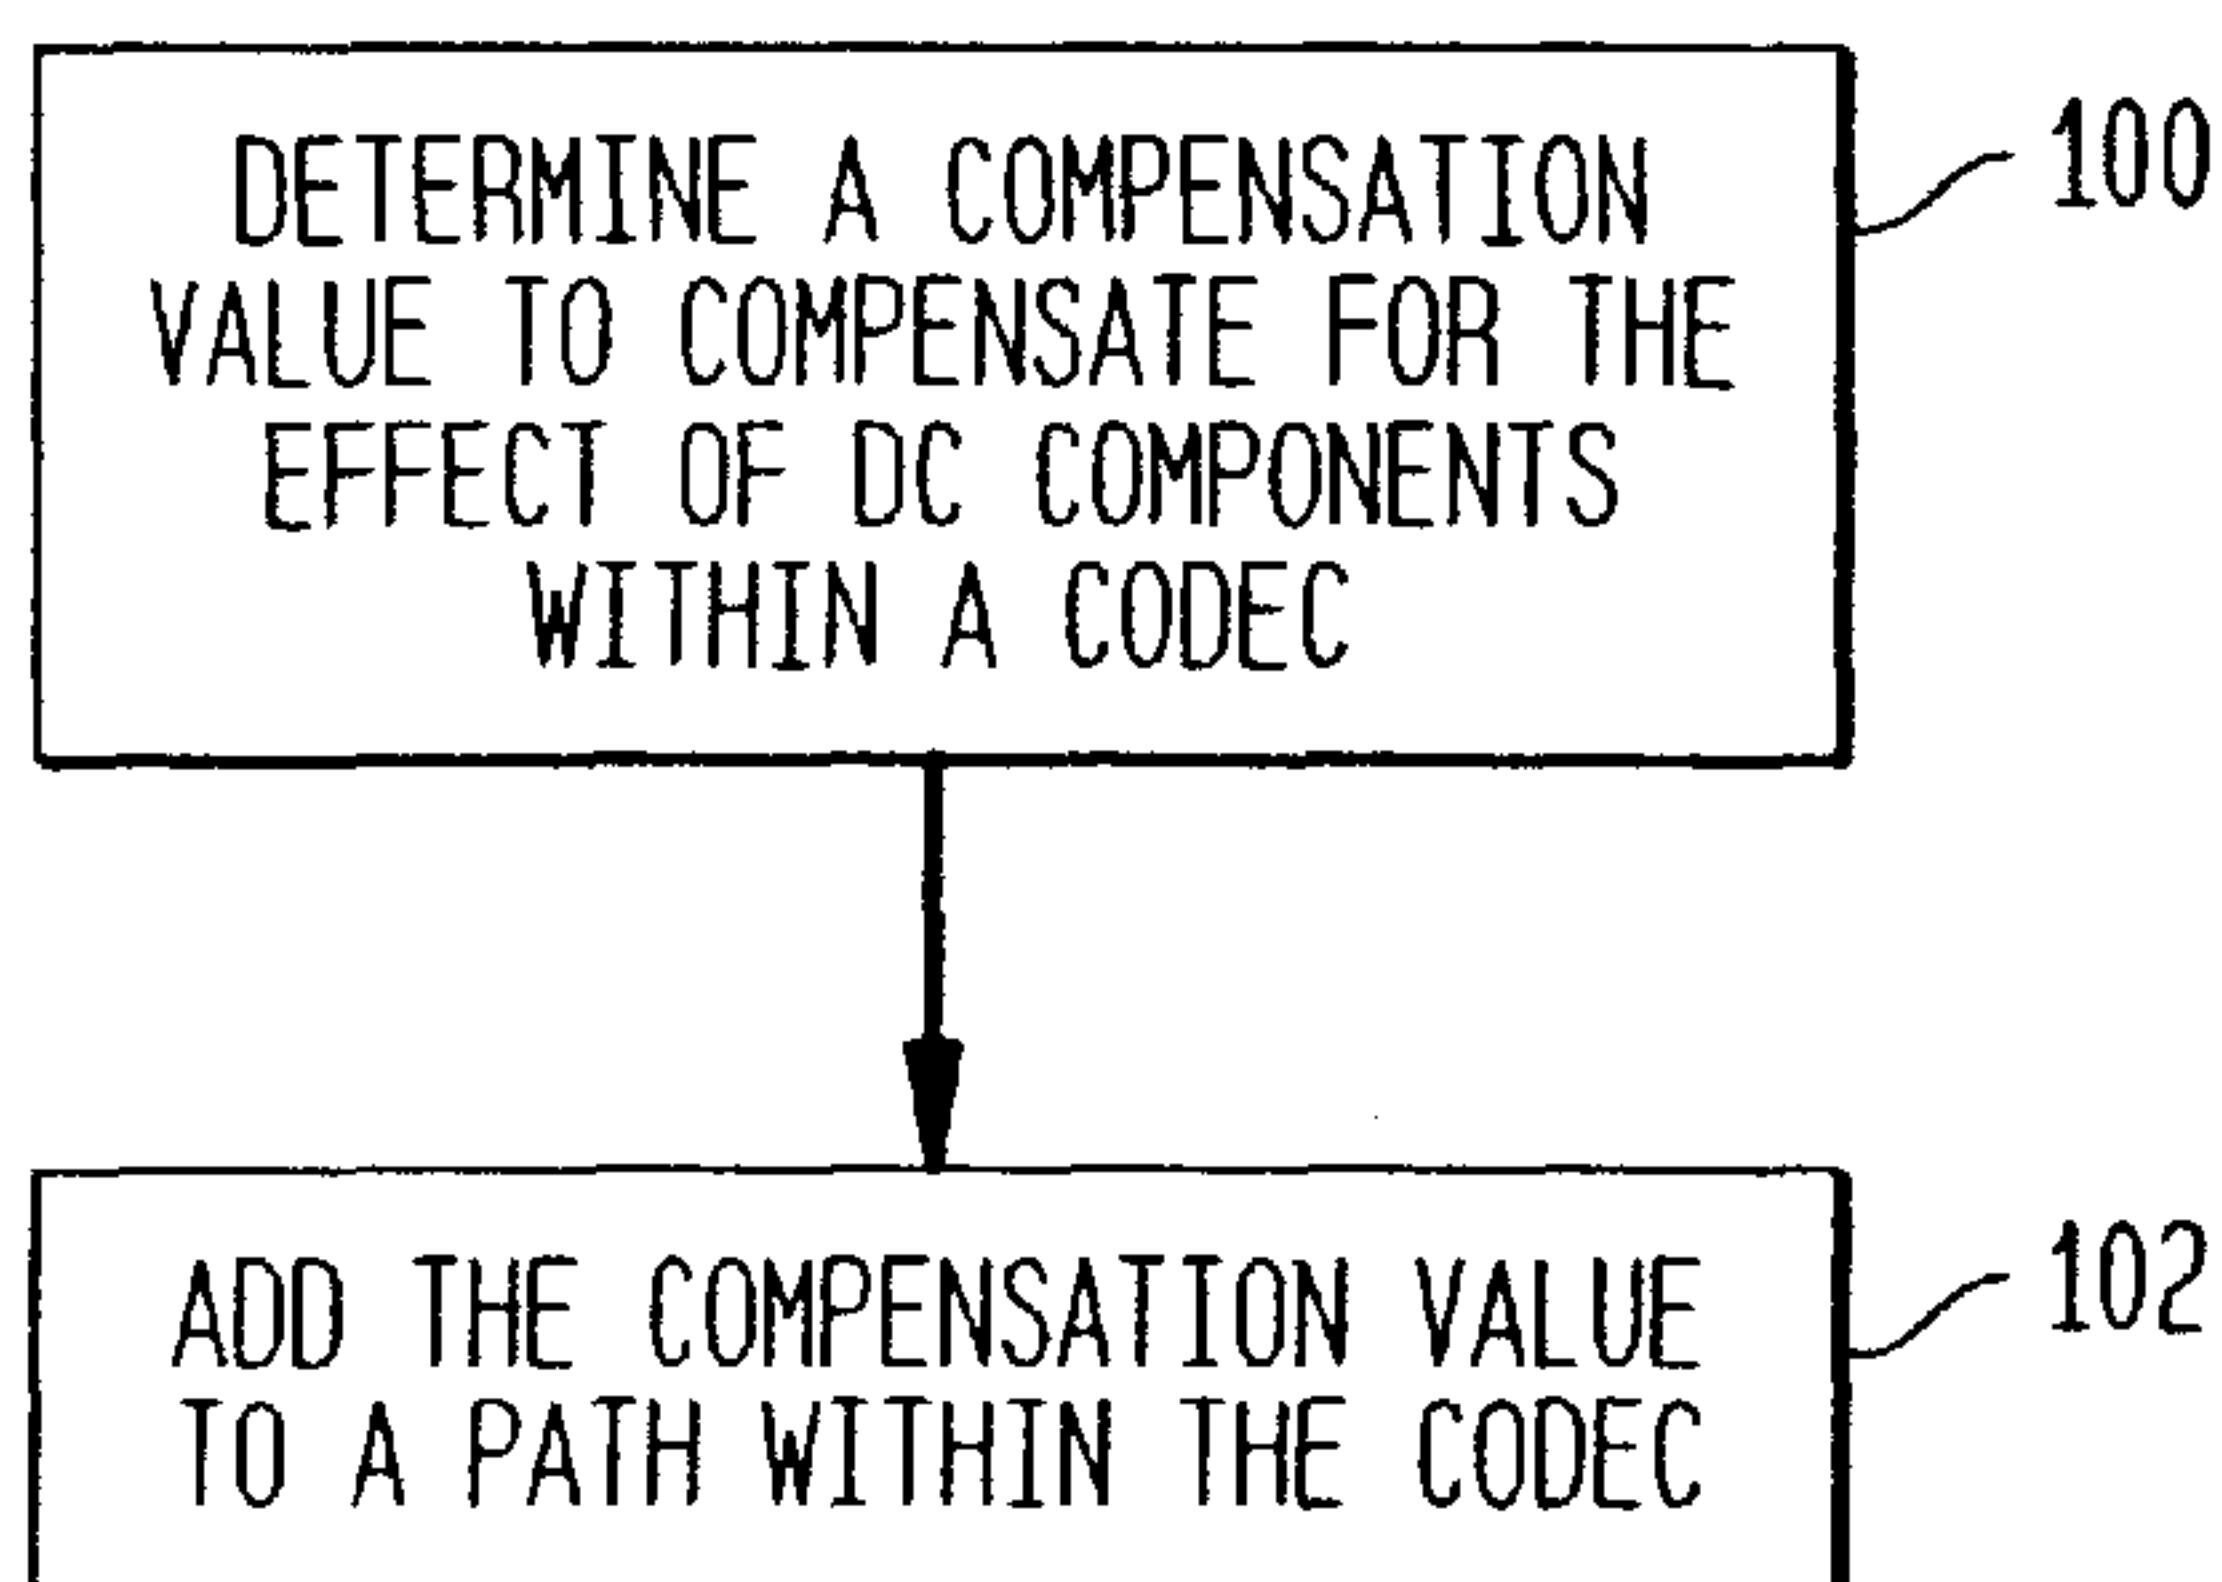 DETERMINE A COMPENSATION
VALUE TO COMPENSATE FOR THE
EFFECT OF DC COMPONENTS
WITHIN A CODEC
100
ADD THE COMPENSATION VALUE
TO A PATH WITHIN THE CODEC
102